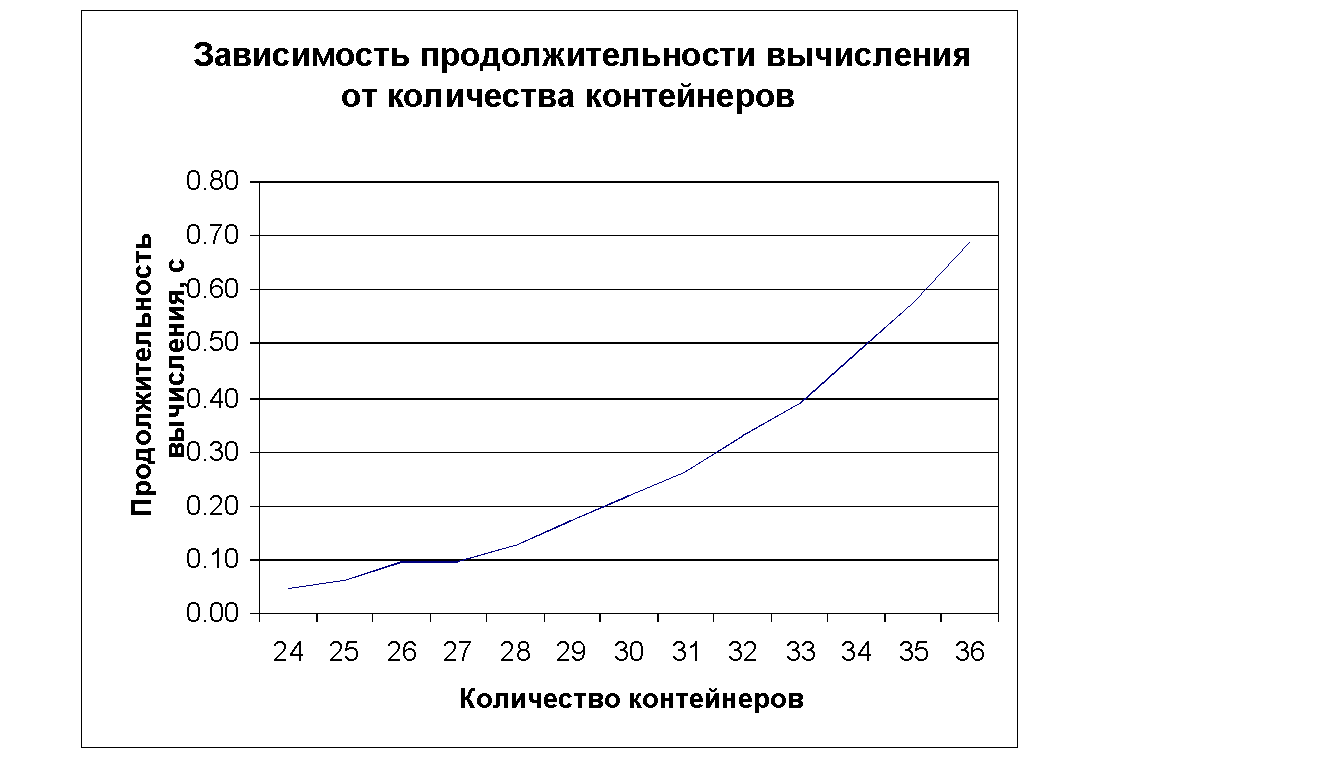 Зависимость продолжительности вычисления
от количества контейнеров
Продолжительность
вычисления, с
0.80
0.70
0.60
0.50
0.40
0.30
0.20
0.10
0.00
24 25 26 27 28 29 30 31 32 33 34 35 36
Количество контейнеров